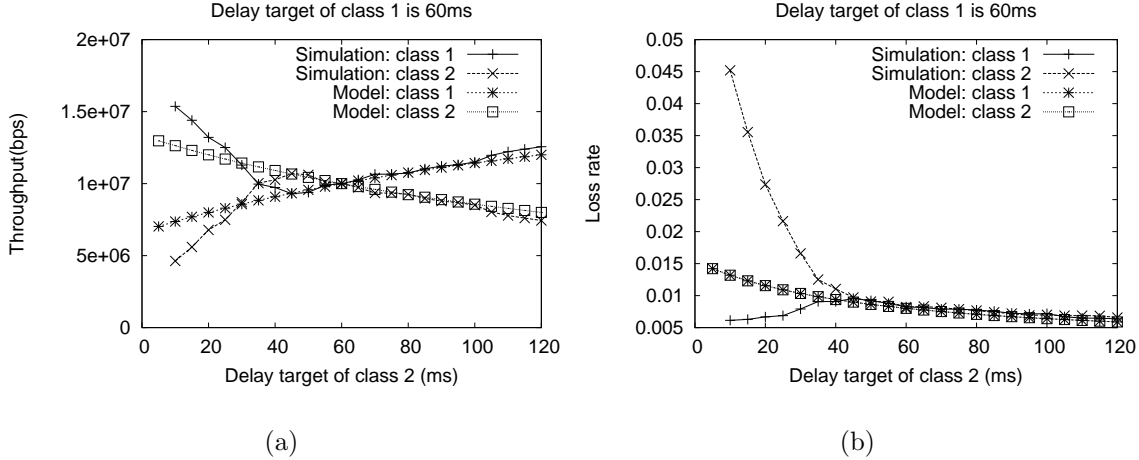 Delay target of class 1 is 60ms
Throughput(bps)
2e+07
1.5e+07
1e+07
5e+06
0
Simulation: class 1
Simulation: class 2
Model: class 1
Model: class 2
0 20 40 60 80 100 120
Delay target of class 2 (ms)
(a)
Delay target of class 1 is 60ms
Loss rate
0.05
0.045
0.04
0.035
0.03
0.025
0.02
0.015
0.01
0.005
Simulation: class 1
Simulation: class 2
Model: class 1
Model: class 2
0 20 40 60 80 100 120
Delay target of class 2 (ms)
(b)